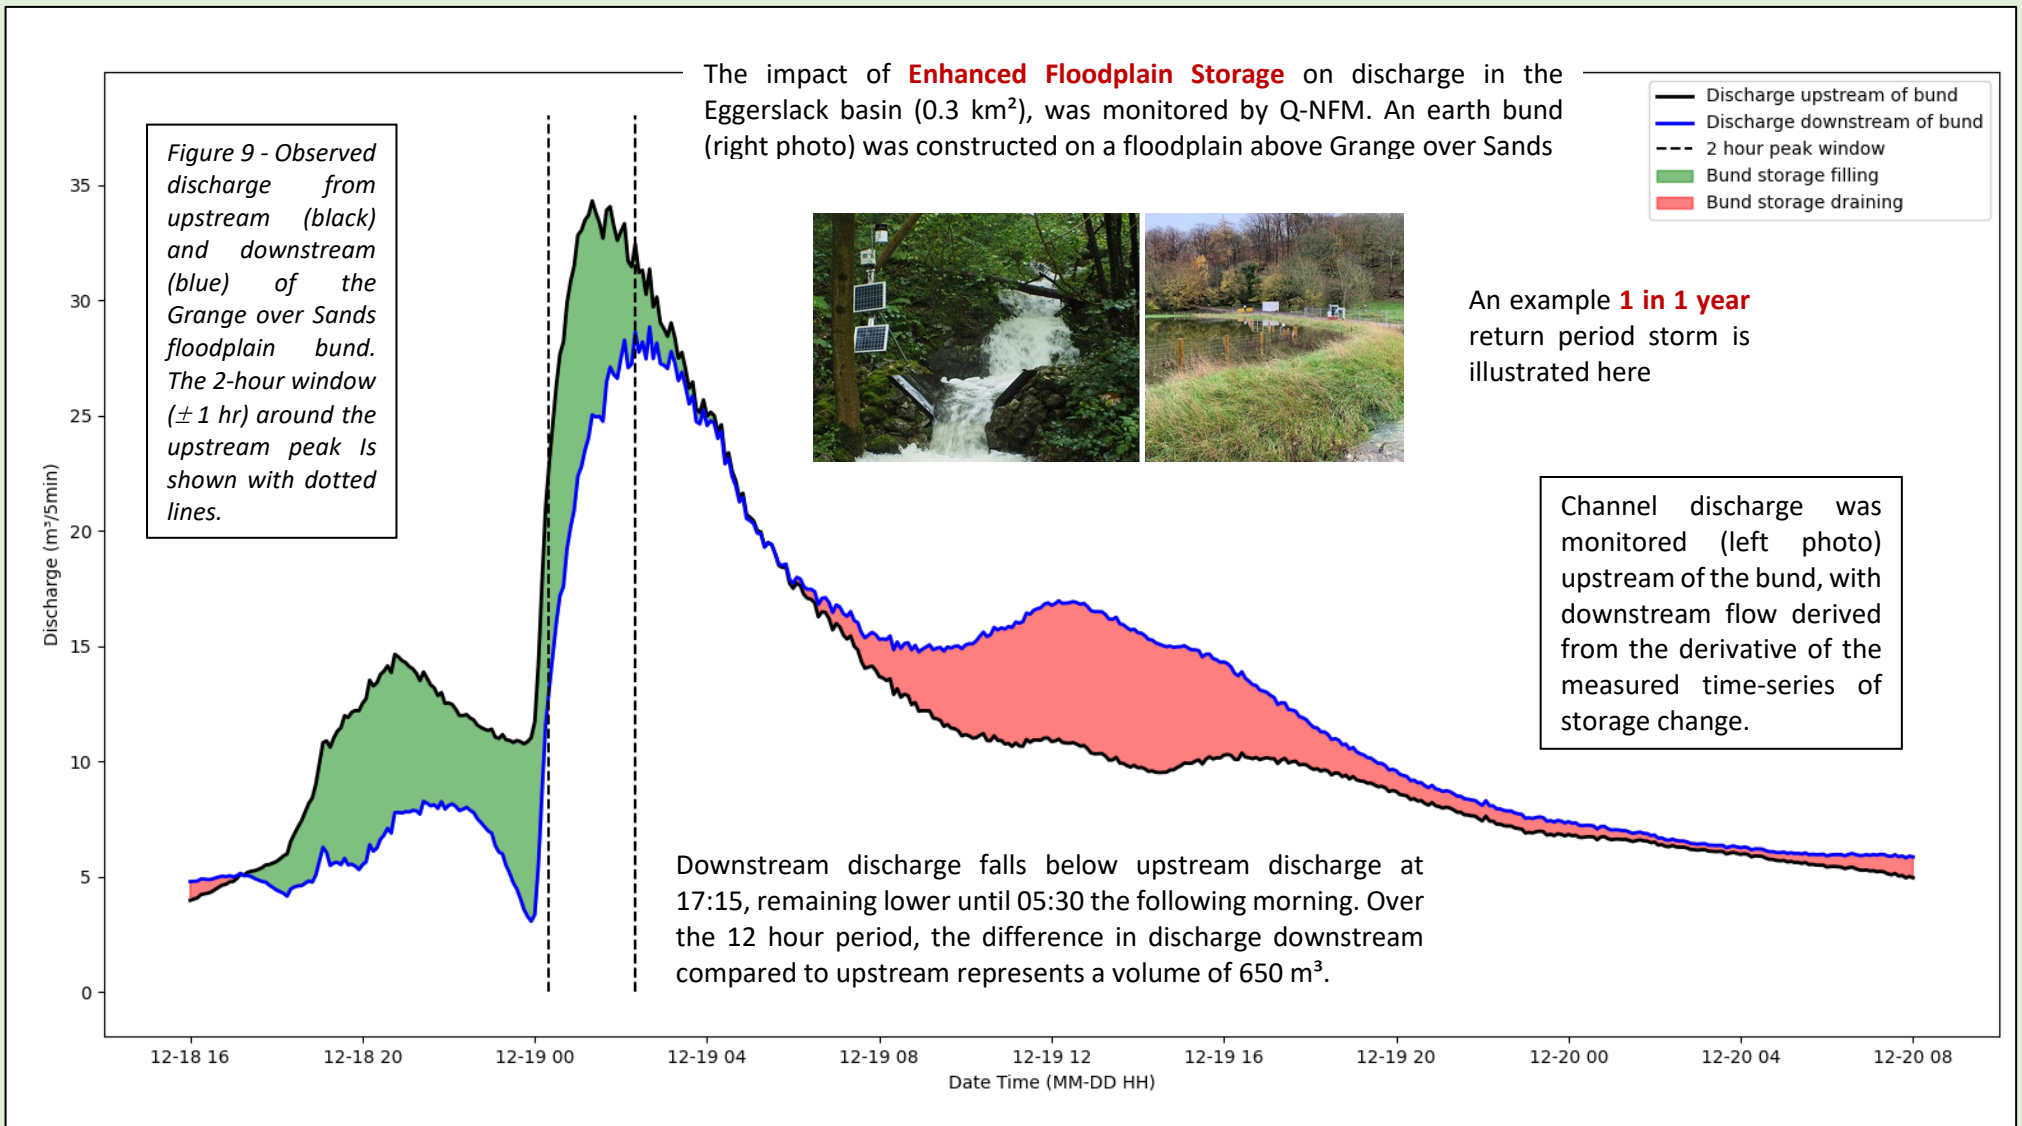 The impact of Enhanced Floodplain Storage on discharge in the
Eggerslack basin (0.3 km²), was monitored by Q-NFM. An earth bund
(right photo) was constructed on a floodplain above Grange over Sands
Discharge upstream of bund
Discharge downstream of bund
2 hour peak window
Bund storage filling
Bund storage draining
Figure 9 - Observed
discharge from
upstream (black)
and downstream
(blue) of the
Grange over Sands
floodplain bund.
The 2-hour window
(± 1 hr) around the
upstream peak Is
shown with dotted
lines.
An example 1 in 1 year
return period storm is
illustrated here
Channel discharge was
monitored (left photo)
upstream of the bund, with
downstream flow derived
from the derivative of the
measured time-series of
storage change.
Downstream discharge falls below upstream discharge at
17:15, remaining lower until 05:30 the following morning. Over
the 12 hour period, the difference in discharge downstream
compared to upstream represents a volume of 650 m³.
Discharge (m³/5min)
35
30
25
20
15
10
5
0
12-18 16
12-18 20
12-19 00
12-19 04
12-19 08
12-19 12
12-19 16
12-19 20
12-20 00
12-20 04
12-20 08
Date Time (MM-DD HH)